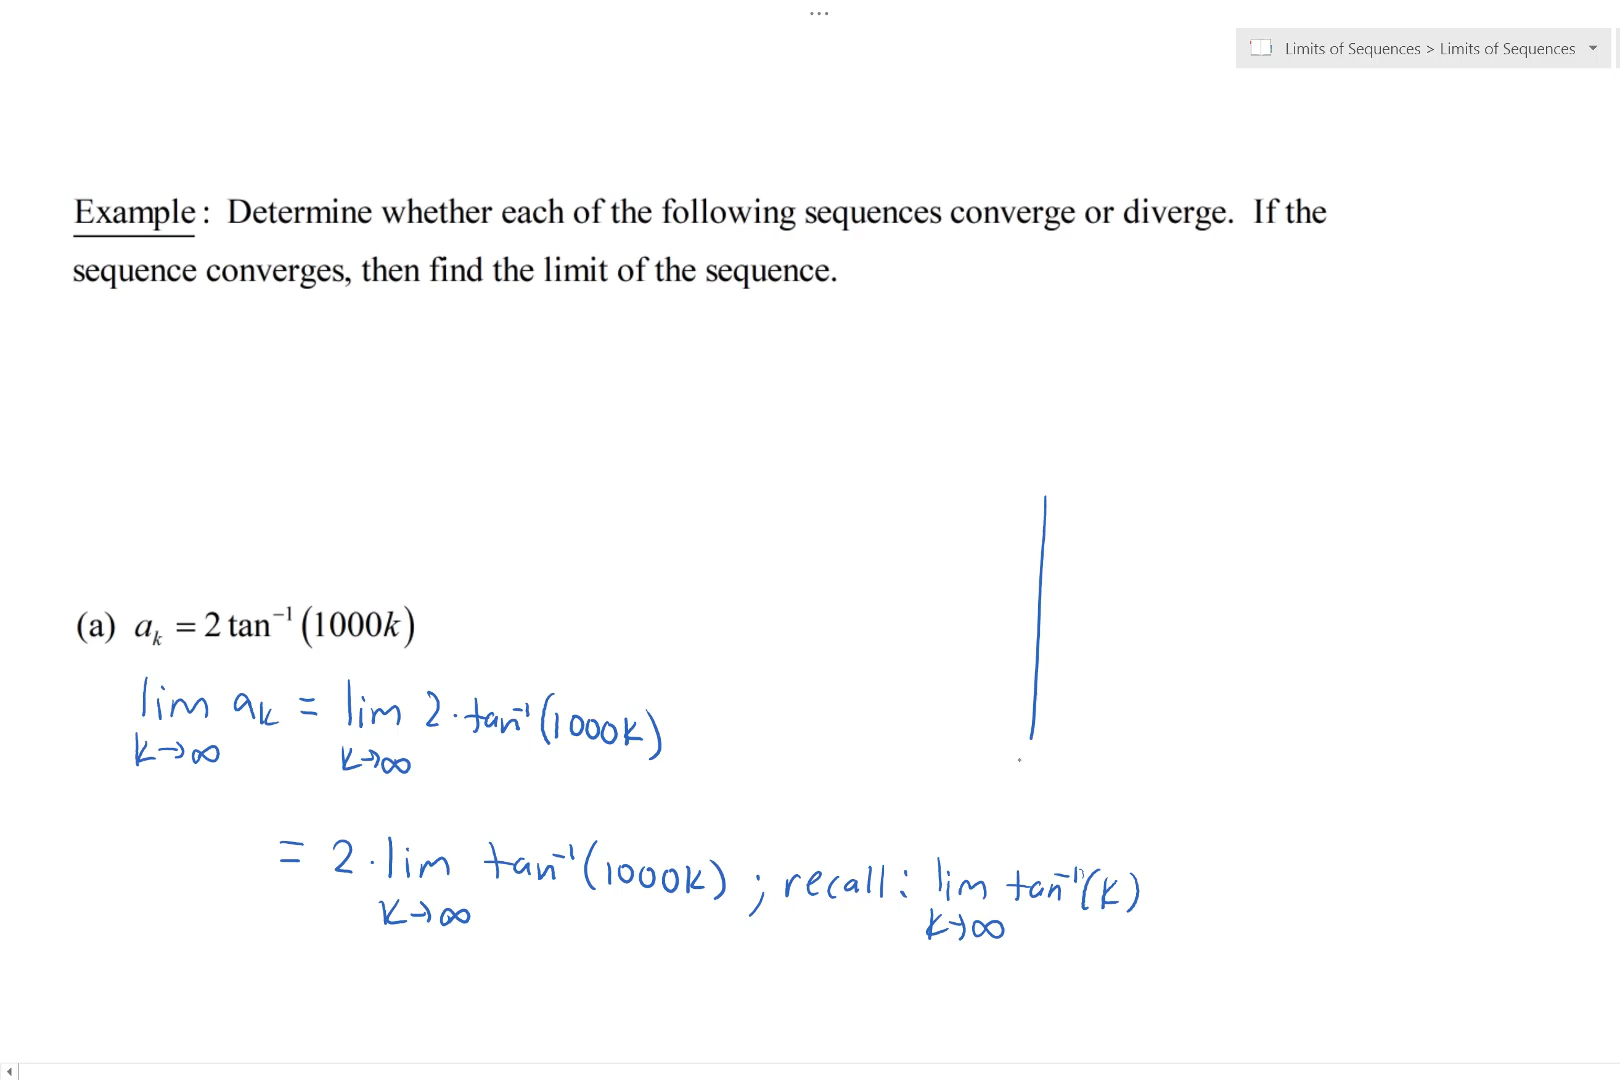 ...
Limits of Sequences > Limits of Sequences
Example: Determine whether each of the following sequences converge or diverge. If the
sequence converges, then find the limit of the sequence.
(a) aₖ = 2 tan⁻¹ (1000k)
lim aₖ = lim 2·tan⁻¹(1000k)
k→∞ k→∞
= 2·lim tan⁻¹(1000k) ; recall: lim tan⁻¹(k)
k→∞ k→∞